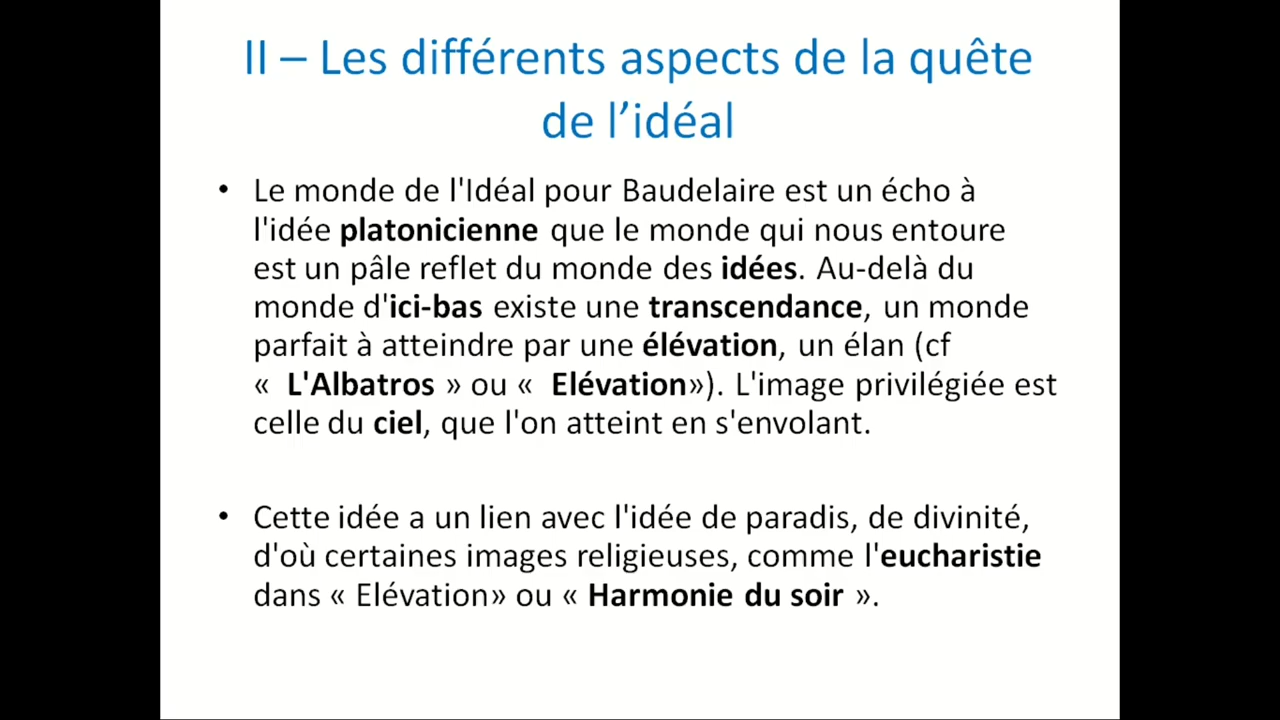 II – Les différents aspects de la quête
de l’idéal
• Le monde de l'Idéal pour Baudelaire est un écho à
l'idée platonicienne que le monde qui nous entoure
est un pâle reflet du monde des idées. Au-delà du
monde d'ici-bas existe une transcendance, un monde
parfait à atteindre par une élévation, un élan (cf
« L'Albatros » ou « Elévation»). L'image privilégiée est
celle du ciel, que l'on atteint en s'envolant.
• Cette idée a un lien avec l'idée de paradis, de divinité,
d'où certaines images religieuses, comme l'eucharistie
dans « Elévation» ou « Harmonie du soir ».